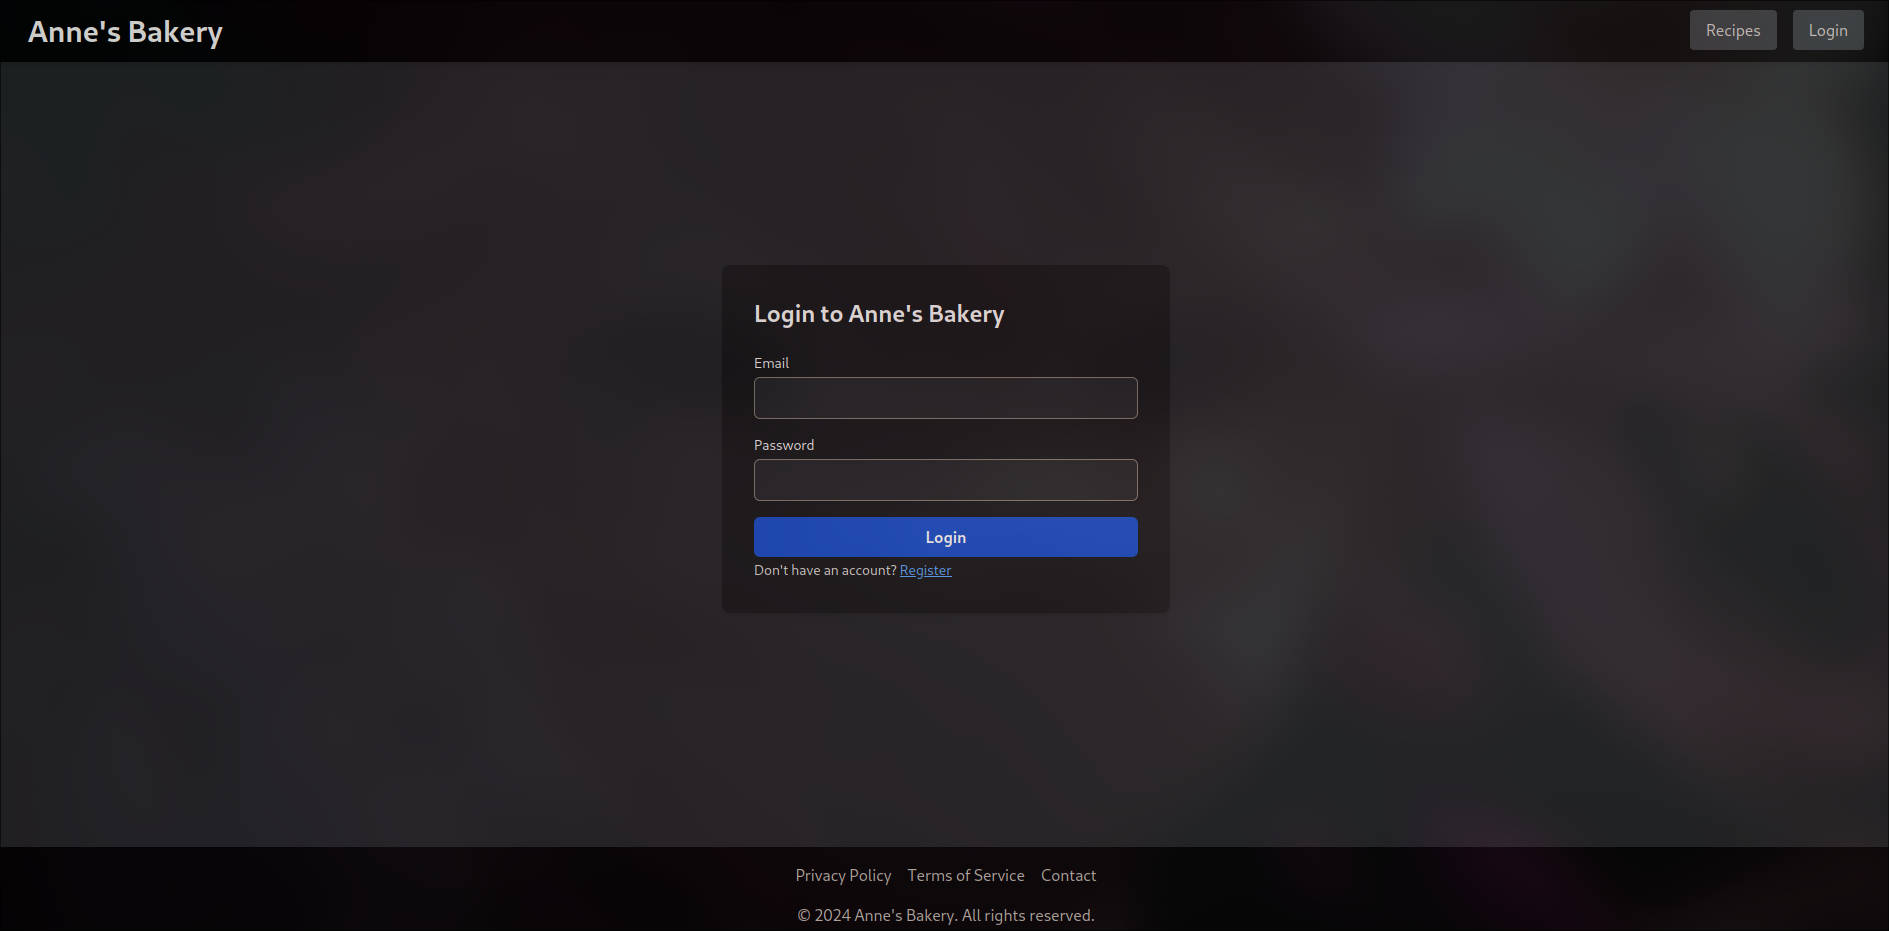 Anne's Bakery
Recipes
Login
Login to Anne's Bakery
Email
Password
Login
Don't have an account? Register
Privacy Policy Terms of Service Contact
© 2024 Anne's Bakery. All rights reserved.